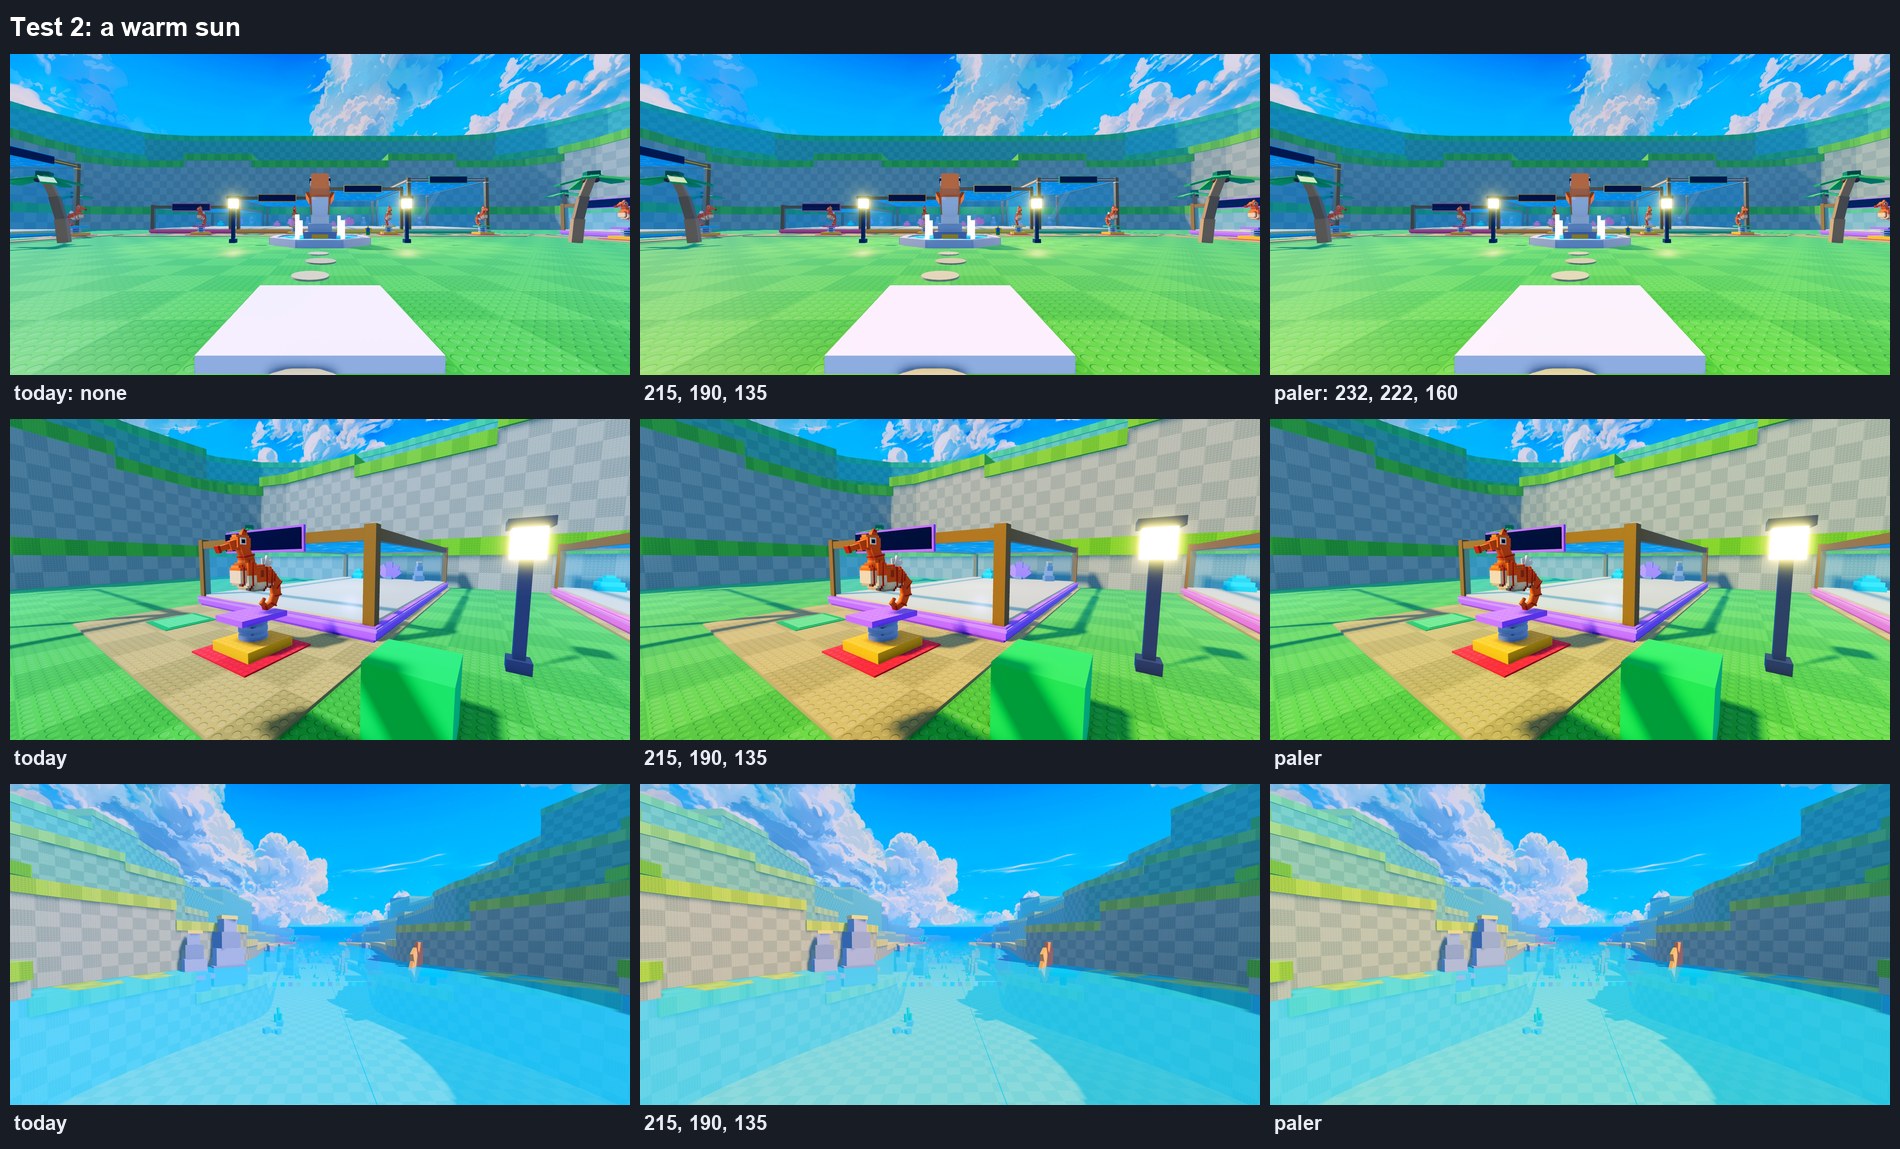 Test 2: a warm sun
today: none
215, 190, 135
paler: 232, 222, 160
today
215, 190, 135
paler
today
215, 190, 135
paler